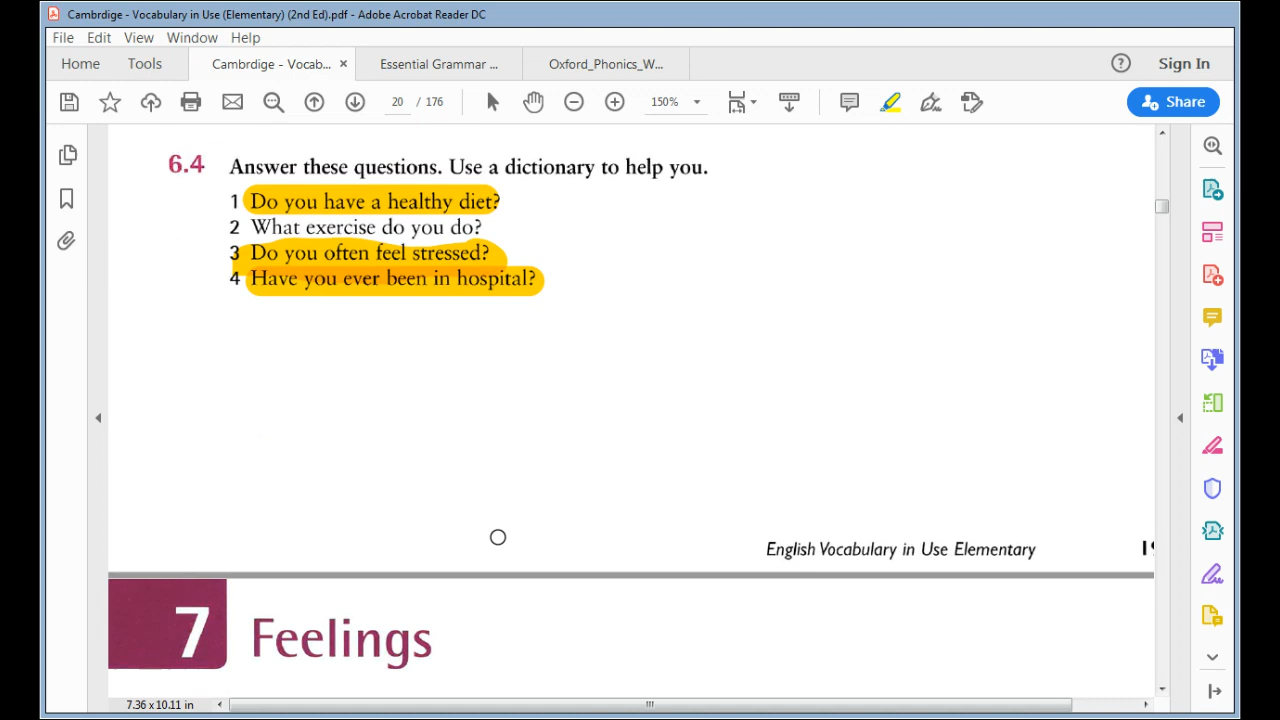 Cambrdige - Vocabulary in Use (Elementary) (2nd Ed).pdf - Adobe Acrobat Reader DC
File Edit View Window Help
Home Tools Cambrdige - Vocab... × Essential Grammar ... Oxford_Phonics_W... ? Sign In
20 / 176 150% Share
6.4 Answer these questions. Use a dictionary to help you.
1 Do you have a healthy diet?
2 What exercise do you do?
3 Do you often feel stressed?
4 Have you ever been in hospital?
English Vocabulary in Use Elementary 19
7 Feelings
7.36 x 10.11 in